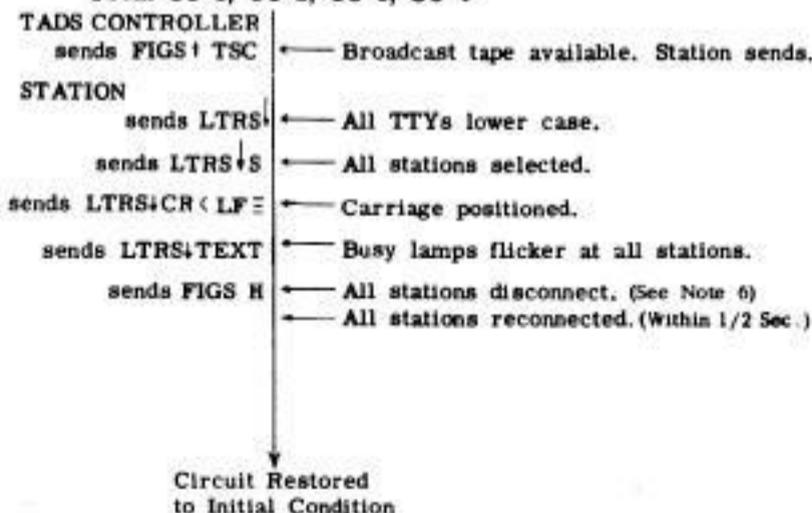 TADS CONTROLLER
sends FIGS↑ TSC ← Broadcast tape available. Station sends.
STATION
sends LTRS↓ ← All TTYs lower case.
sends LTRS↓S ← All stations selected.
sends LTRS↓CR < LF ≡ ← Carriage positioned.
sends LTRS↓TEXT ← Busy lamps flicker at all stations.
sends FIGS H ← All stations disconnect. (See Note 6)
← All stations reconnected. (Within 1/2 Sec.)
Circuit Restored
to Initial Condition